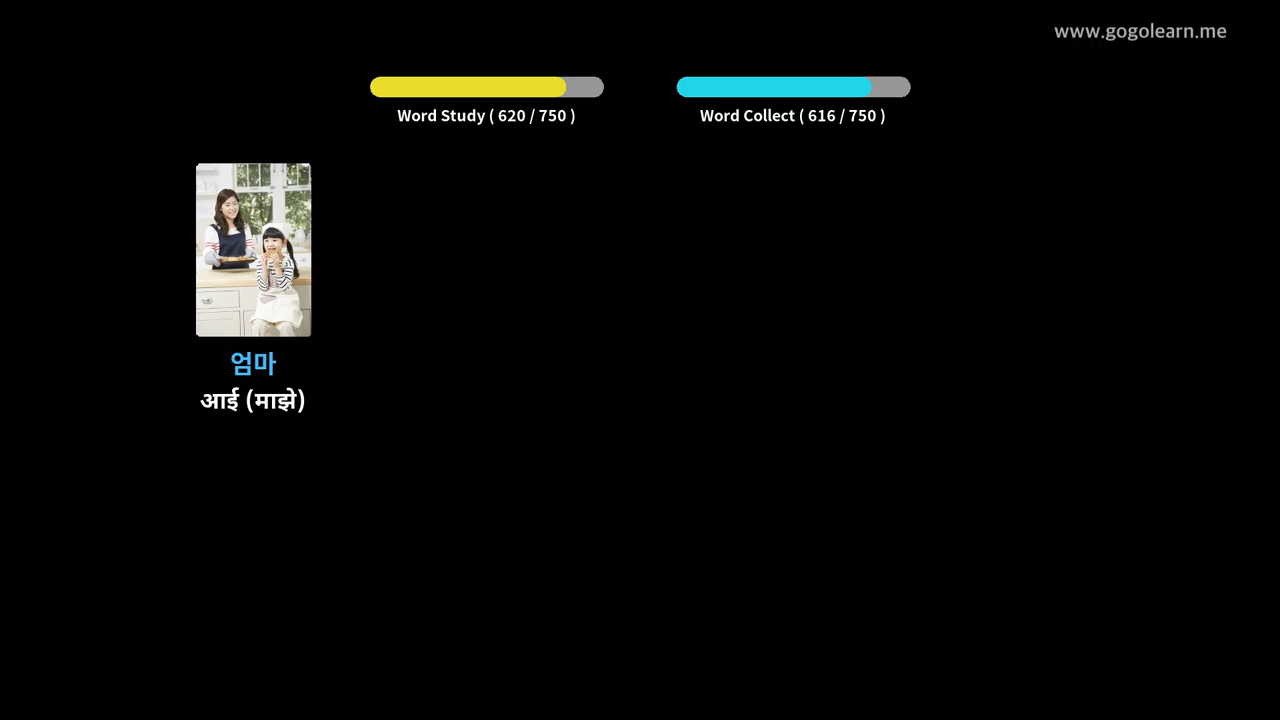 www.gogolearn.me
Word Study ( 620 / 750 )
Word Collect ( 616 / 750 )
엄마
आई (माझे)